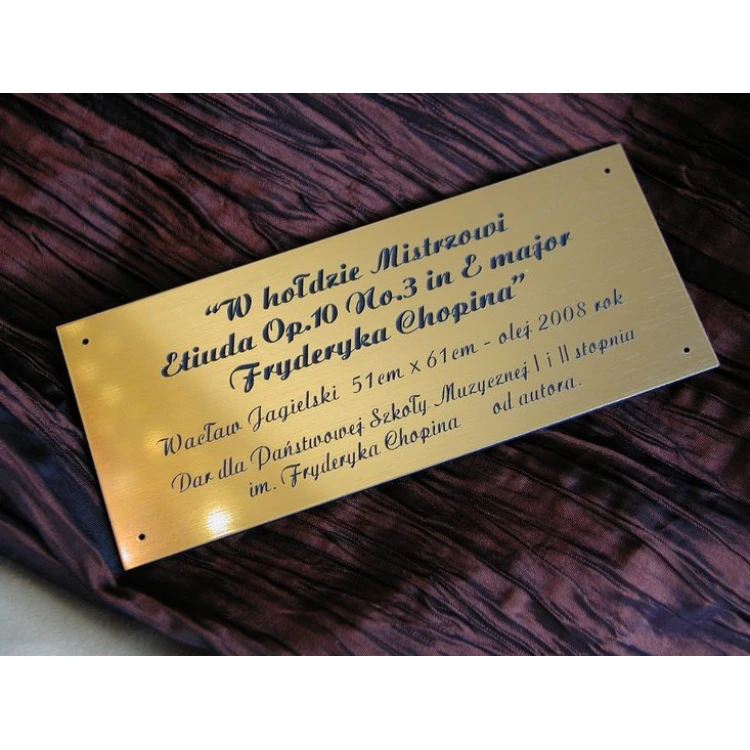 “W hołdzie Mistrzowi
Etiuda Op.10 No.3 in E major
Fryderyka Chopina”
Wacław Jagielski 51cm x 61cm - olej 2008 rok
Dar dla Państwowej Szkoły Muzycznej I i II stopnia
im. Fryderyka Chopina od autora.